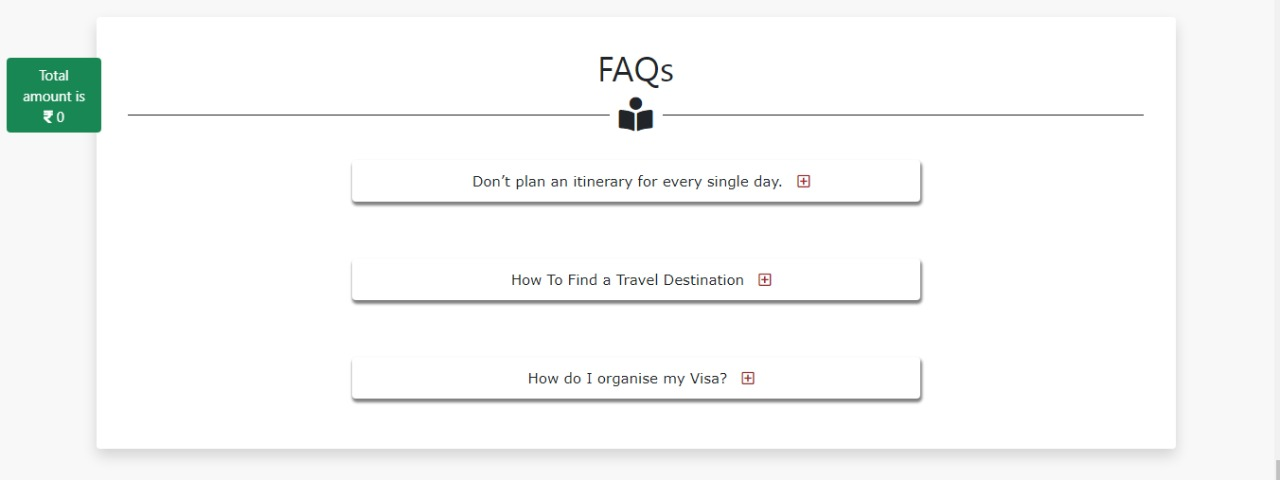 FAQs
Total
amount is
₹ 0
Don’t plan an itinerary for every single day.
How To Find a Travel Destination
How do I organise my Visa?